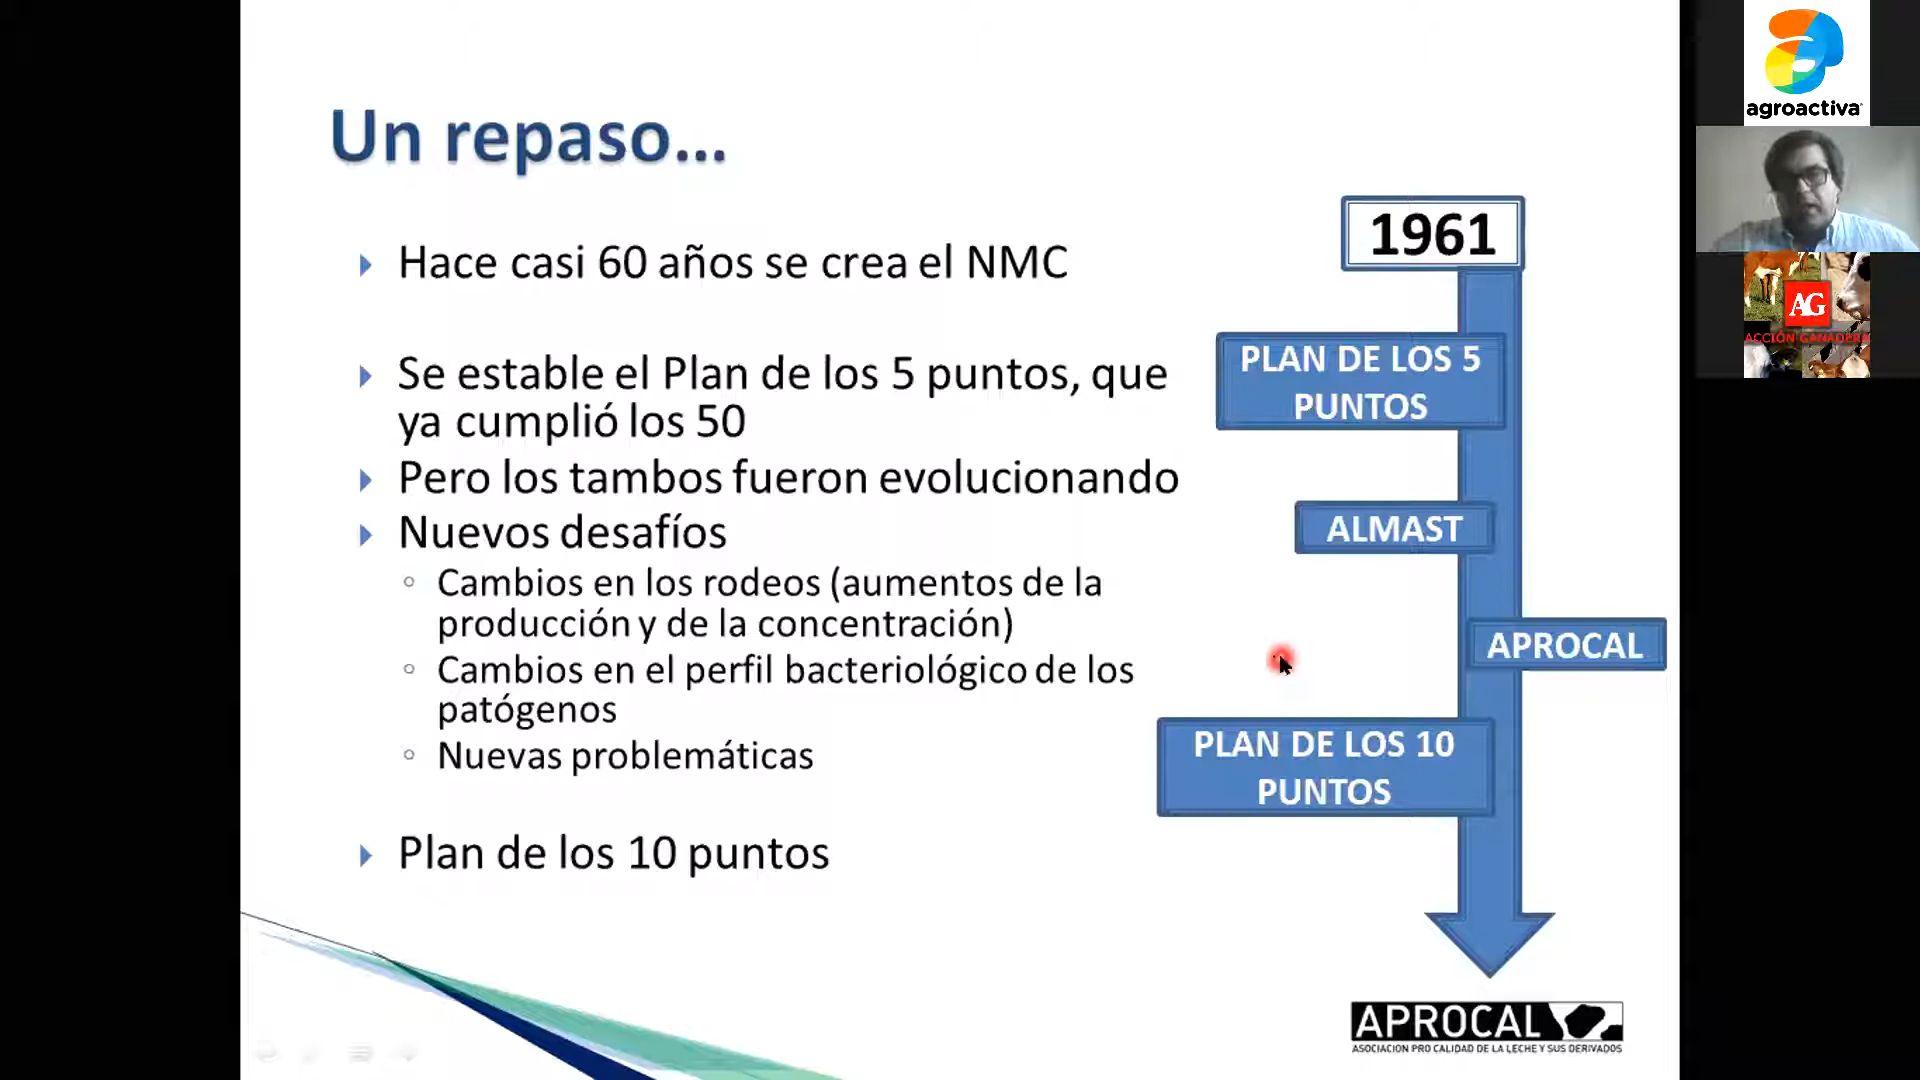 Un repaso...
Hace casi 60 años se crea el NMC
Se estable el Plan de los 5 puntos, que
ya cumplió los 50
Pero los tambos fueron evolucionando
Nuevos desafíos
Cambios en los rodeos (aumentos de la
producción y de la concentración)
Cambios en el perfil bacteriológico de los
patógenos
Nuevas problemáticas
Plan de los 10 puntos
1961
PLAN DE LOS 5
PUNTOS
ALMAST
APROCAL
PLAN DE LOS 10
PUNTOS
APROCAL
ASOCIACION PRO CALIDAD DE LA LECHE Y SUS DERIVADOS
agroactiva
AG
ACCIÓN GANADERA